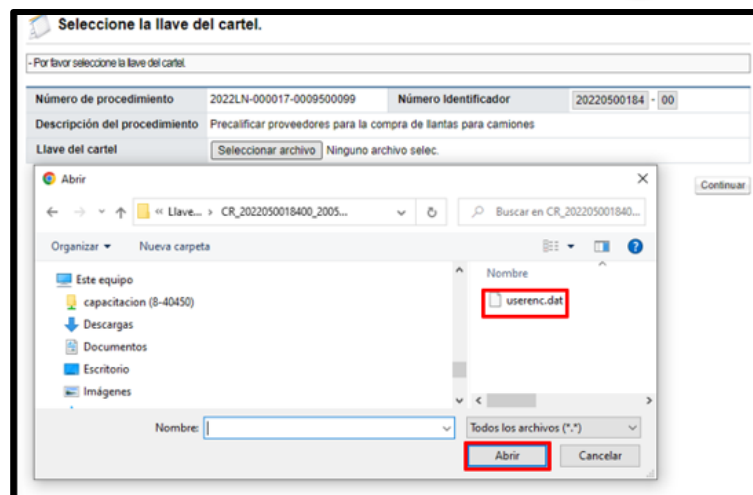 Seleccione la llave del cartel.
- Por favor seleccione la llave del cartel.
Número de procedimiento 2022LN-000017-0009500099 Número Identificador 20220500184 - 00
Descripción del procedimiento Precalificar proveedores para la compra de llantas para camiones
Llave del cartel Seleccionar archivo Ninguno archivo selec.
Abrir
Continuar
« Llave... > CR_2022050018400_2005... Buscar en CR_202205001840...
Organizar Nueva carpeta
Este equipo
capacitacion (8-40450)
Descargas
Documentos
Escritorio
Imágenes
Nombre
userenc.dat
Nombre: Todos los archivos (*.*)
Abrir Cancelar